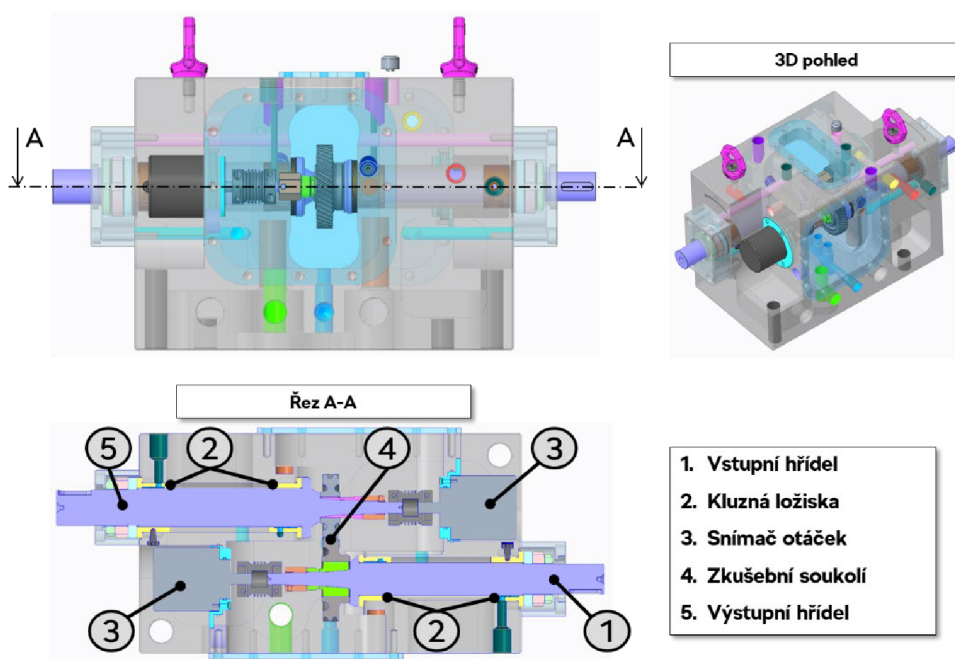 A
A
3D pohled
Řez A-A
5
2
4
3
3
2
1
1. Vstupní hřídel
2. Kluzná ložiska
3. Snímač otáček
4. Zkušební soukolí
5. Výstupní hřídel